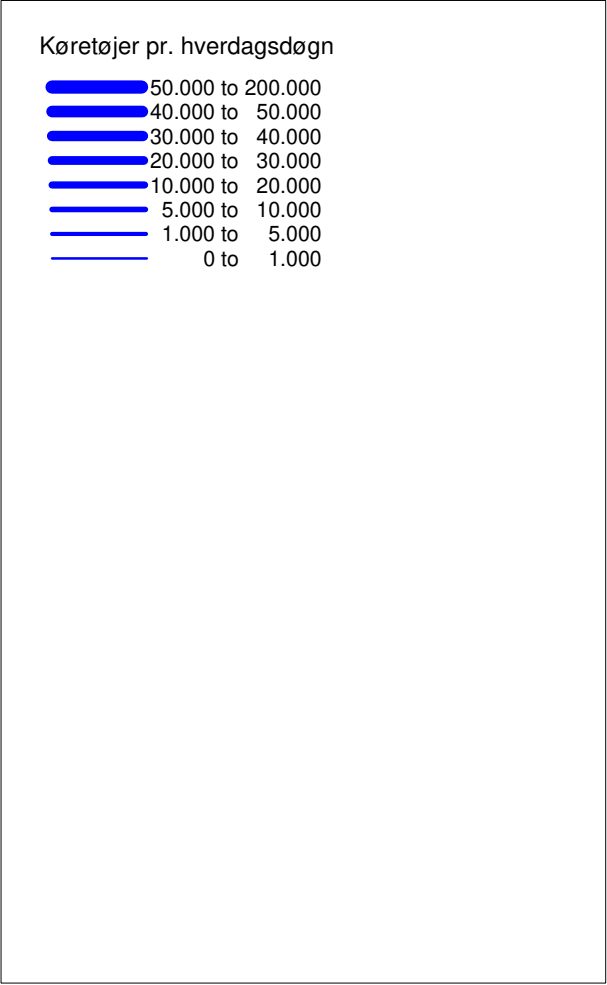 Køretøjer pr. hverdagsdøgn
50.000 to 200.000
40.000 to 50.000
30.000 to 40.000
20.000 to 30.000
10.000 to 20.000
5.000 to 10.000
1.000 to 5.000
0 to 1.000